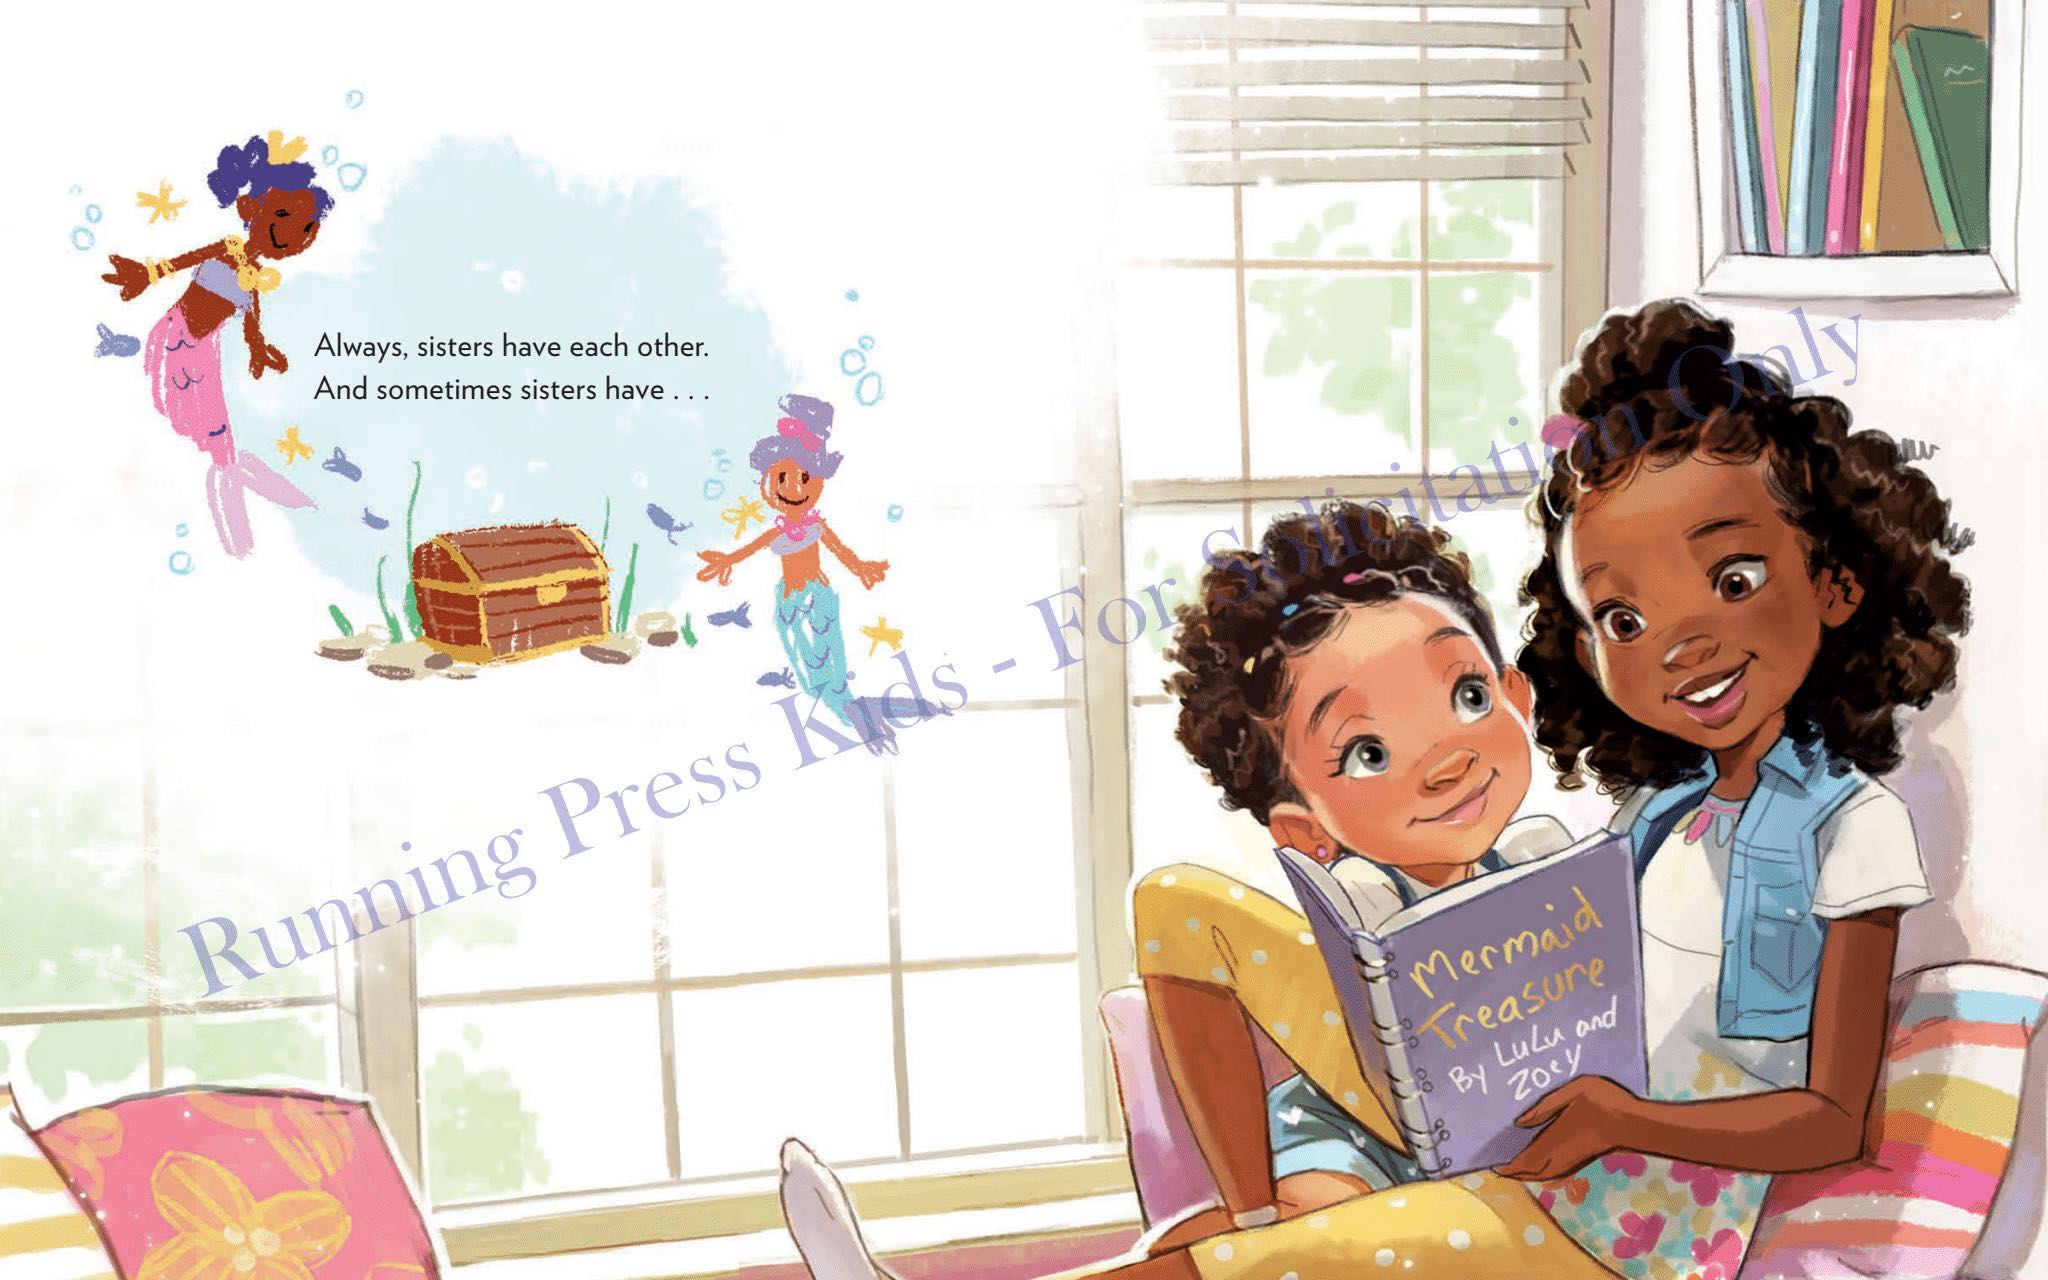 Always, sisters have each other.
And sometimes sisters have . . .
Running Press Kids - For Solicitation Only
Mermaid
Treasure
By LuLu and
Zoey